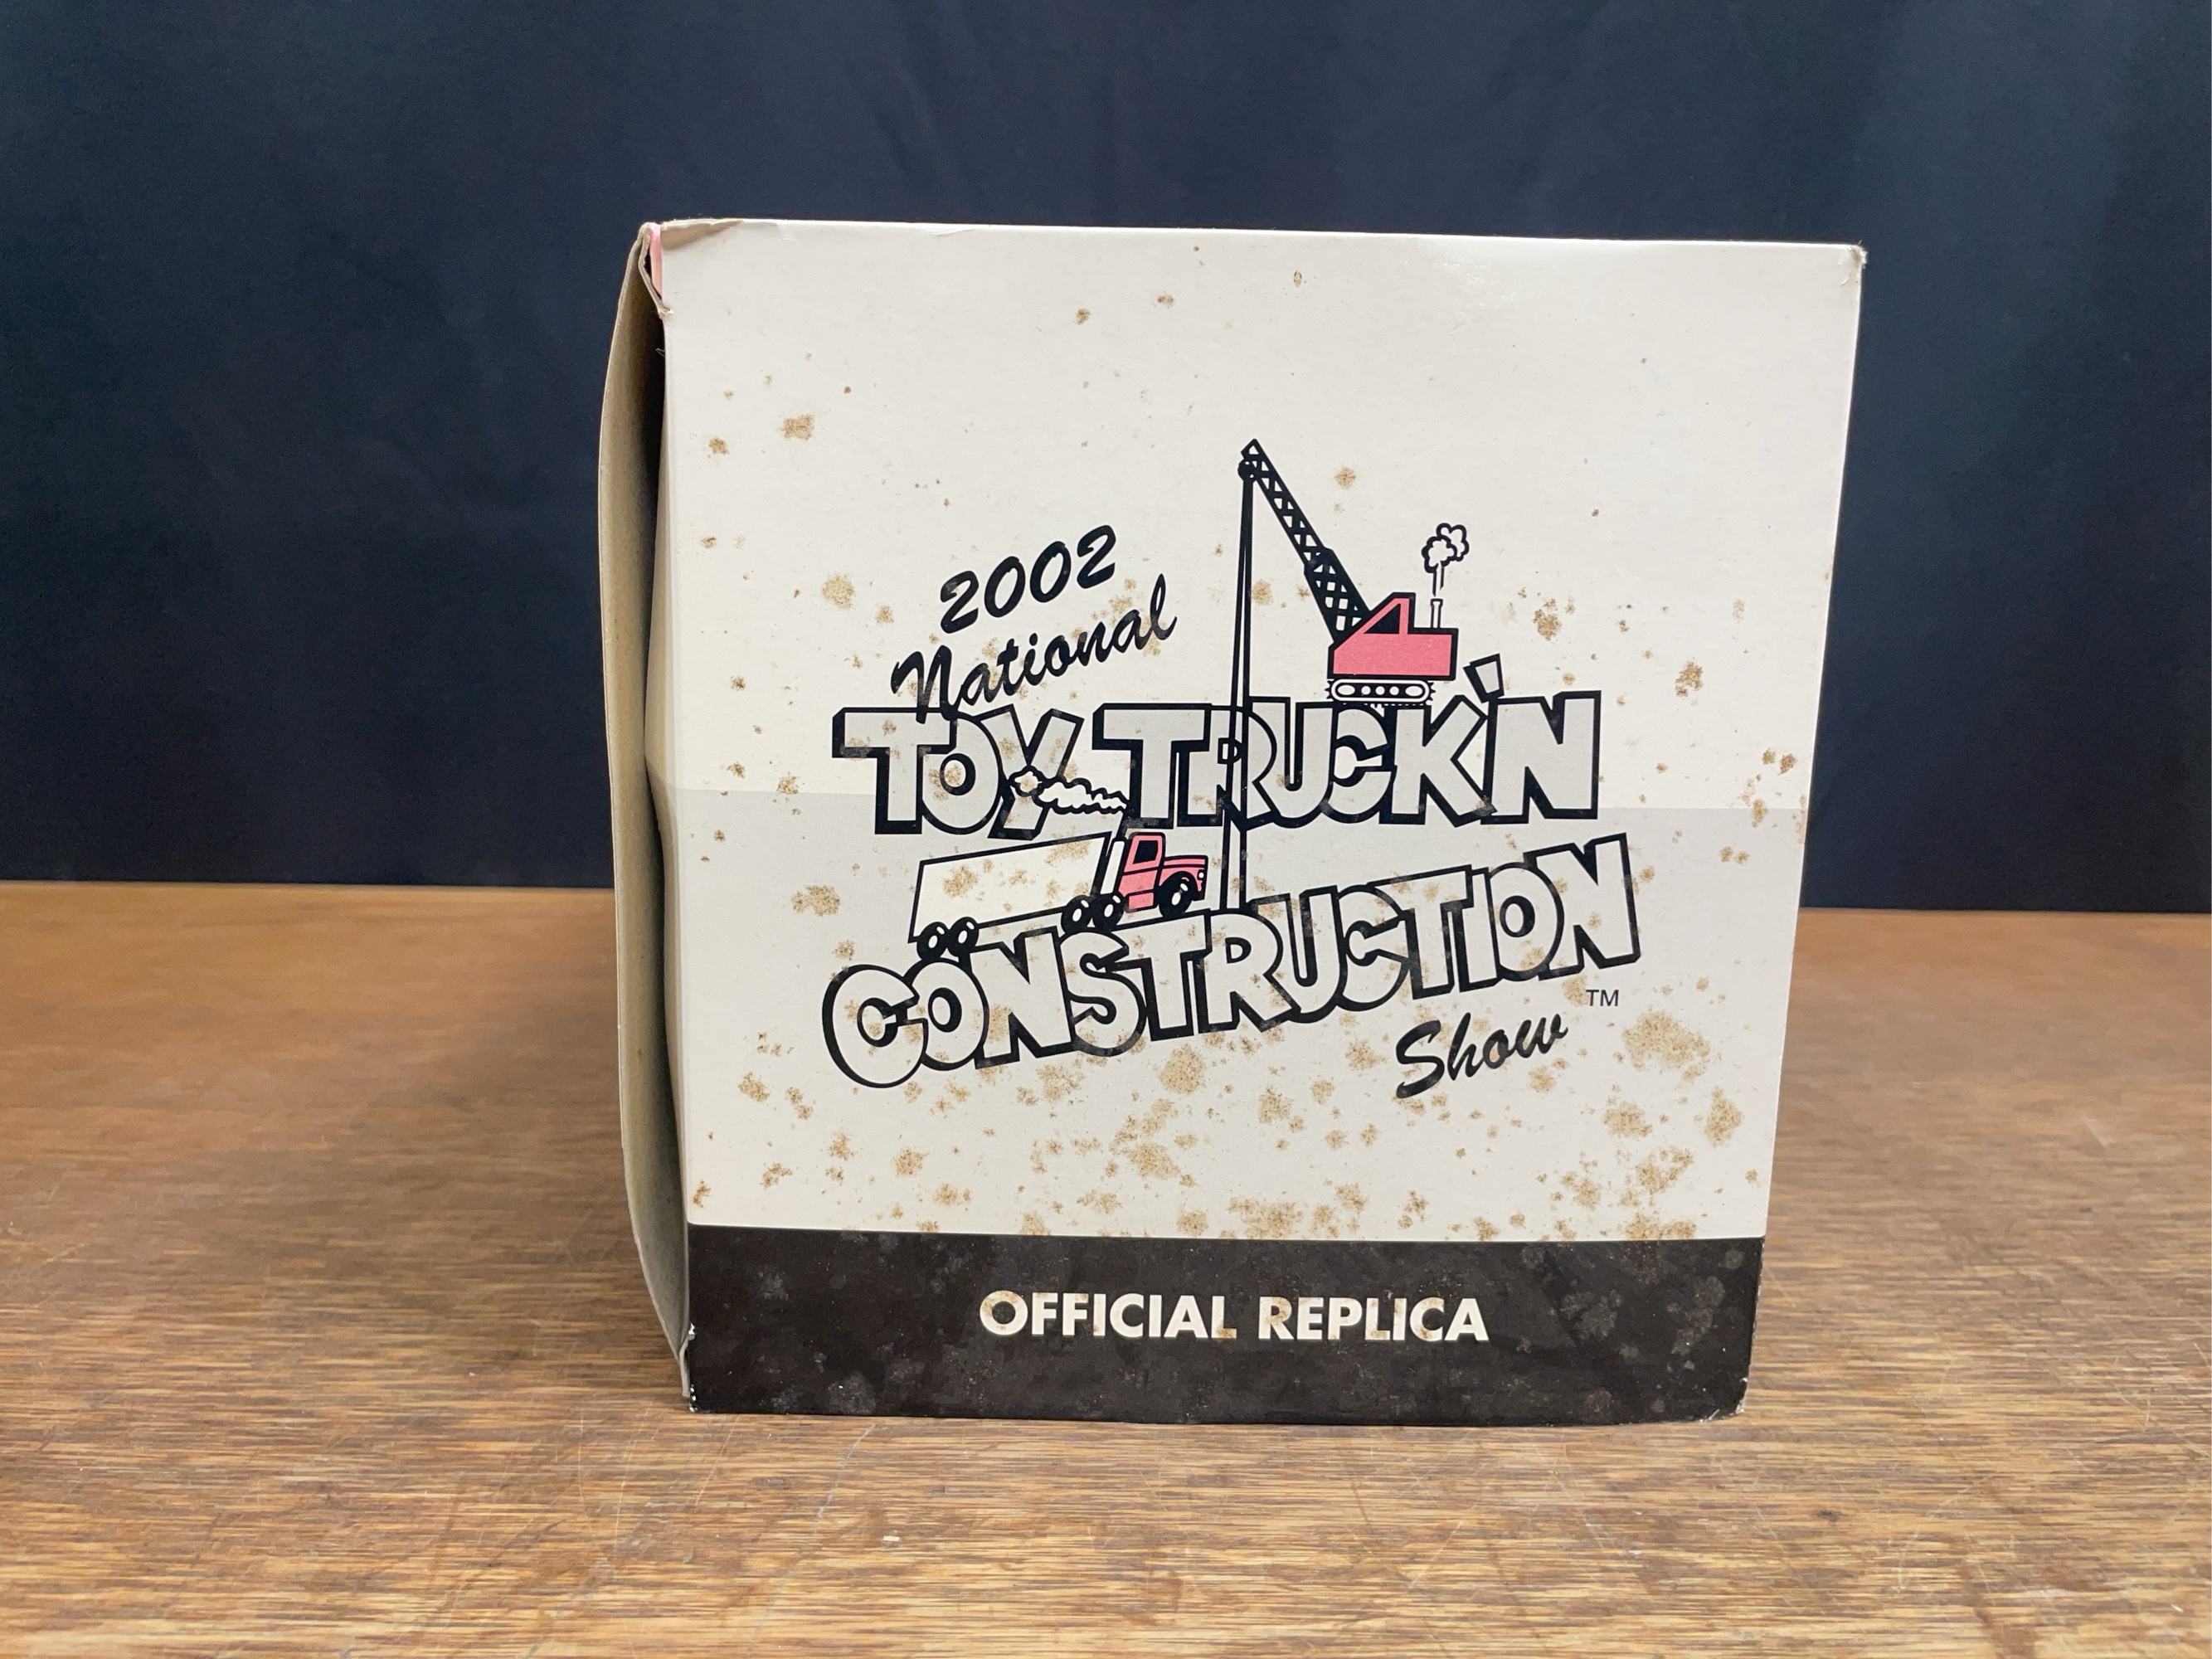 2002
National
TOY TRUCK'N
CONSTRUCTION
TM
Show
OFFICIAL REPLICA